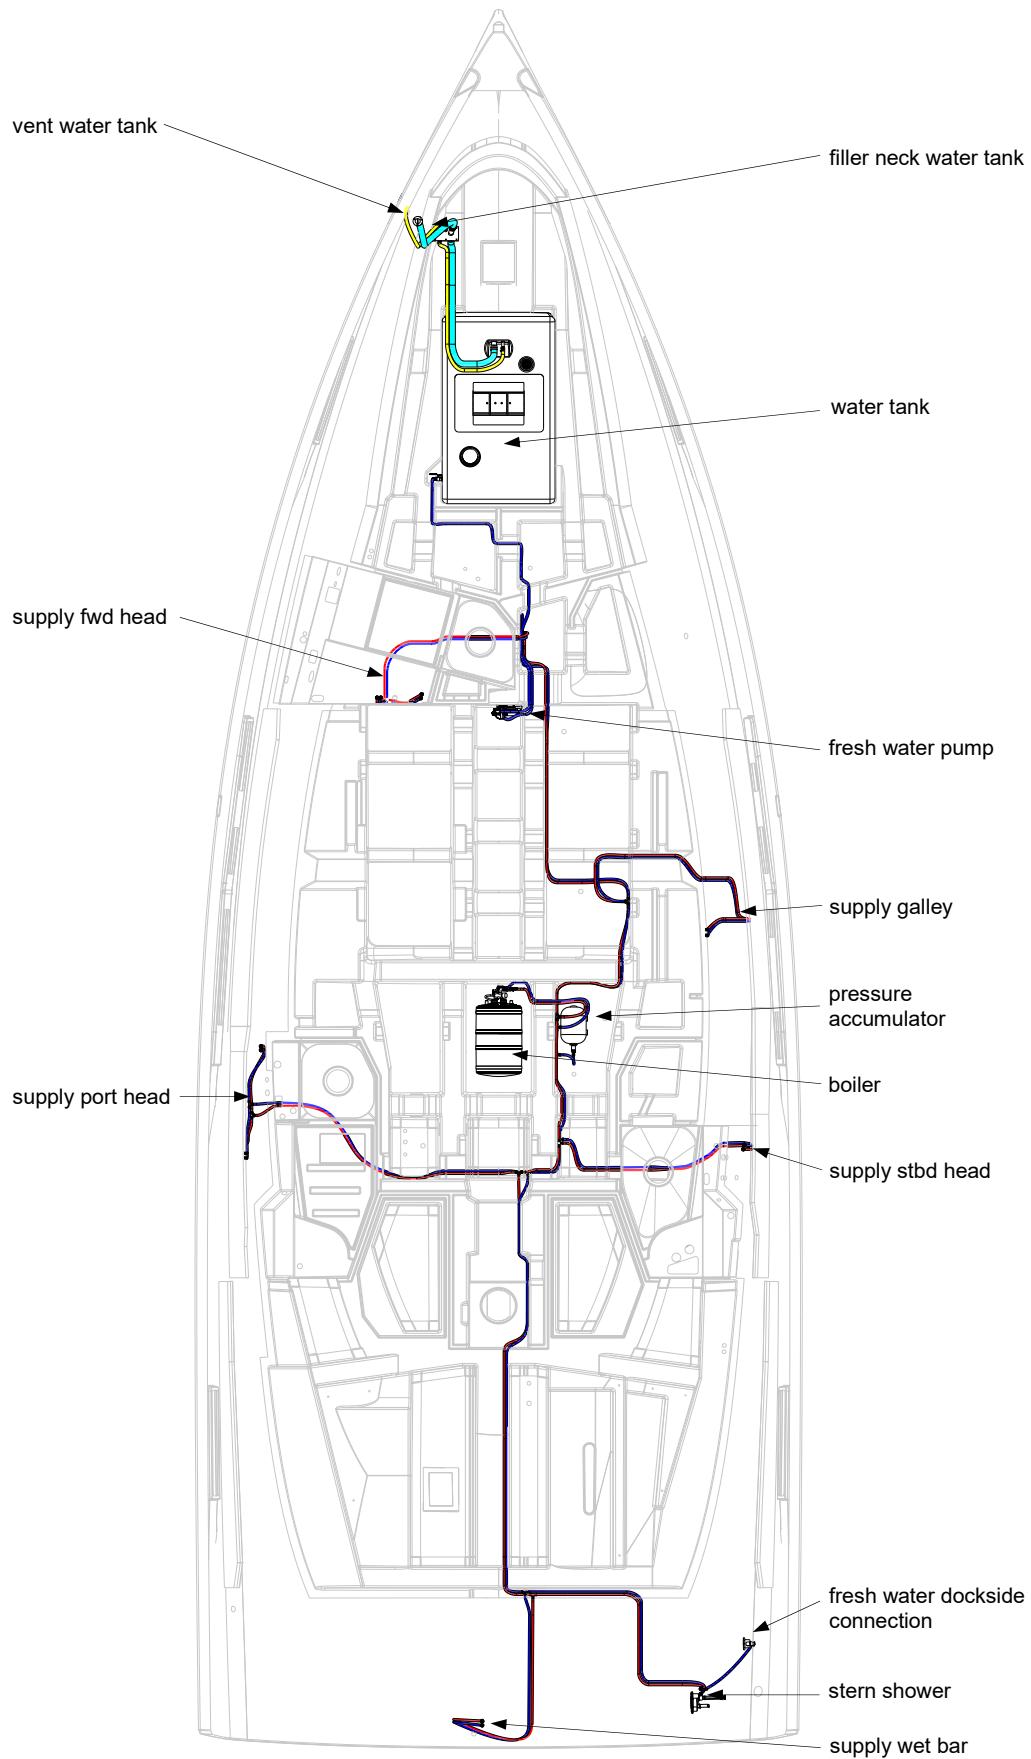 vent water tank
filler neck water tank
water tank
supply fwd head
fresh water pump
supply galley
pressure
accumulator
boiler
supply port head
supply stbd head
fresh water dockside
connection
stern shower
supply wet bar